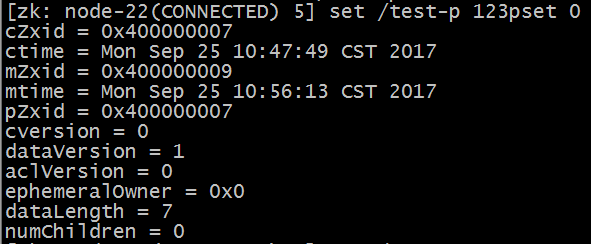 [zk: node-22(CONNECTED) 5] set /test-p 123pset 0
cZxid = 0x400000007
ctime = Mon Sep 25 10:47:49 CST 2017
mZxid = 0x400000009
mtime = Mon Sep 25 10:56:13 CST 2017
pZxid = 0x400000007
cversion = 0
dataVersion = 1
aclVersion = 0
ephemeralOwner = 0x0
dataLength = 7
numChildren = 0